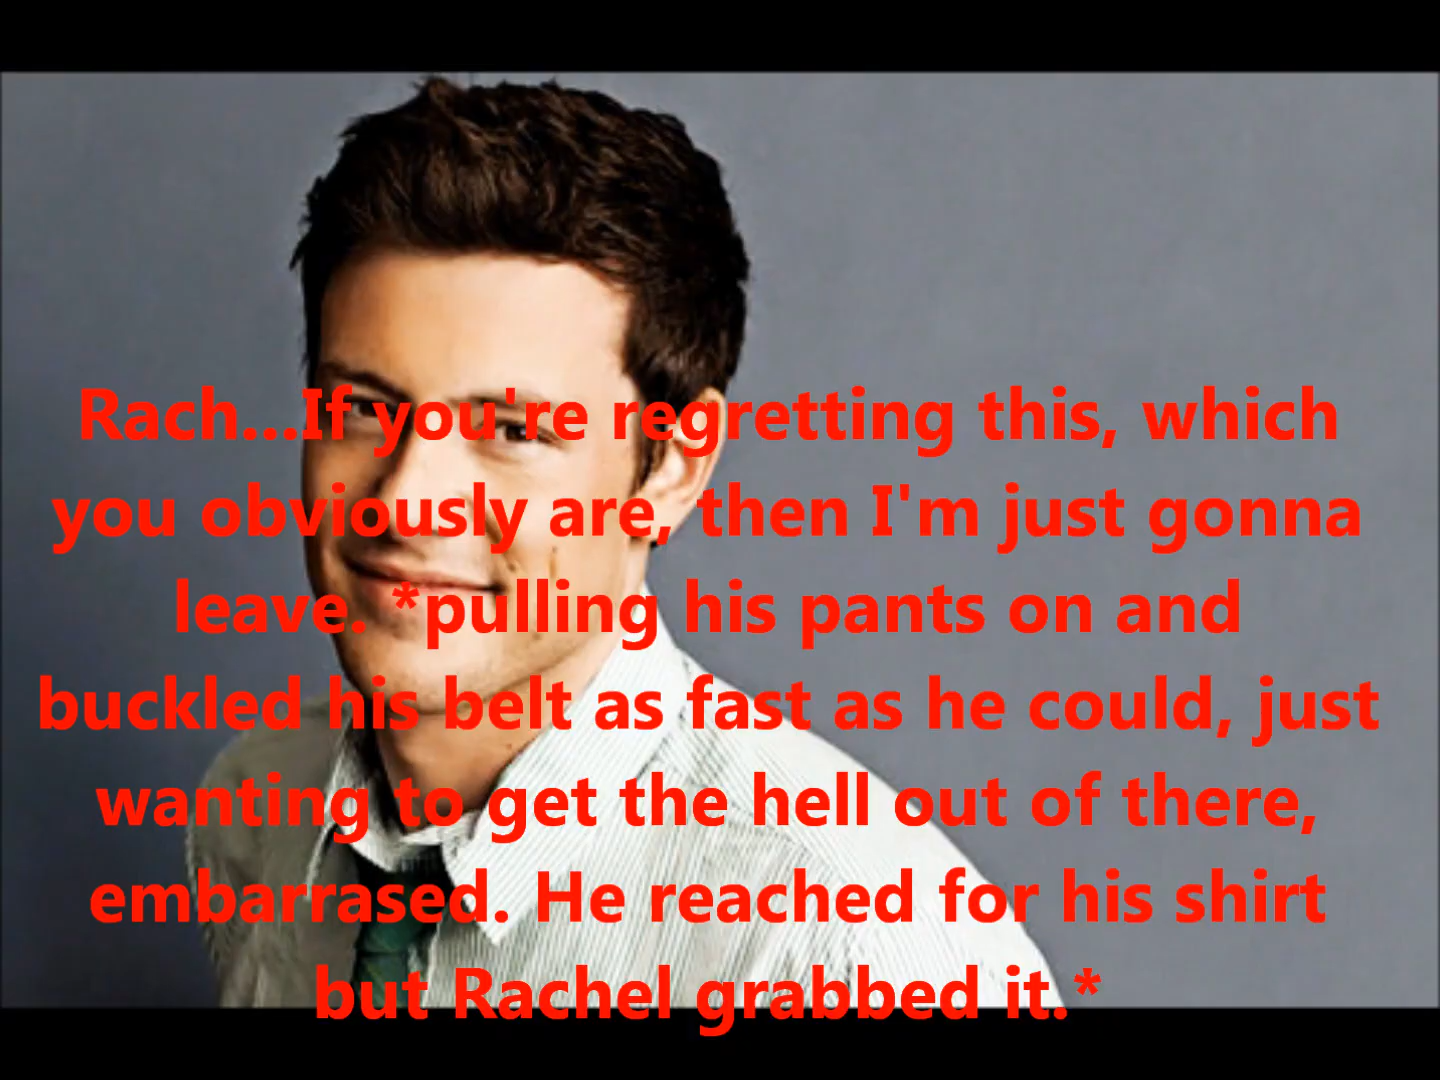 Rach...If you're regretting this, which
you obviously are, then I'm just gonna
leave. *pulling his pants on and
buckled his belt as fast as he could, just
wanting to get the hell out of there,
embarrased. He reached for his shirt
but Rachel grabbed it.*